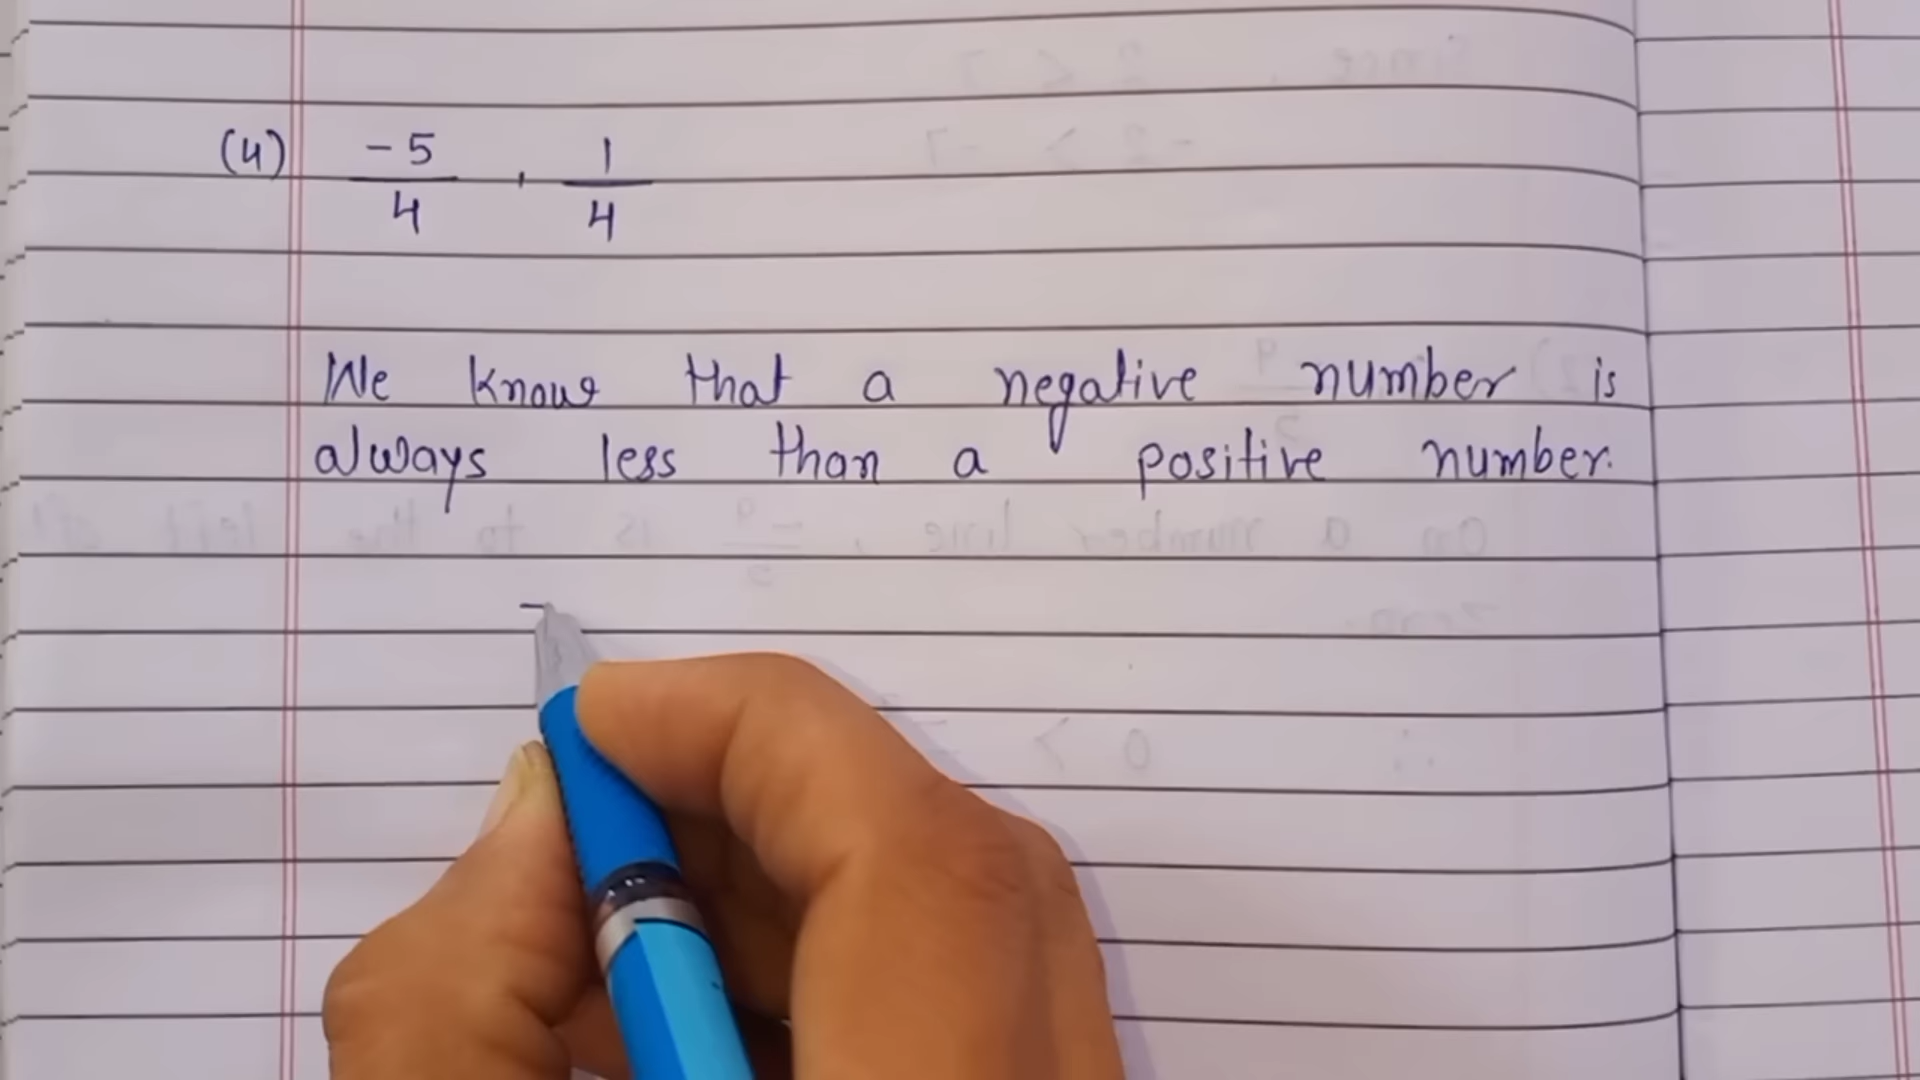 (4) -5/4 , 1/4
We know that a negative number is
always less than a positive number.
-